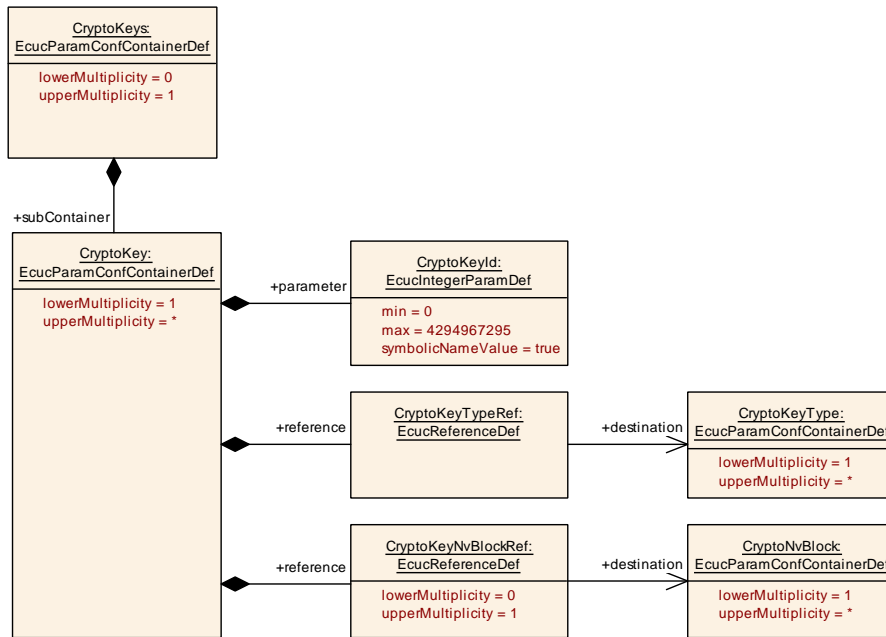 CryptoKeys:
EcucParamConfContainerDef
lowerMultiplicity = 0
upperMultiplicity = 1
+subContainer
CryptoKey:
EcucParamConfContainerDef
lowerMultiplicity = 1
upperMultiplicity = *
+parameter
CryptoKeyId:
EcucIntegerParamDef
min = 0
max = 4294967295
symbolicNameValue = true
+reference
CryptoKeyTypeRef:
EcucReferenceDef
+destination
CryptoKeyType:
EcucParamConfContainerDef
lowerMultiplicity = 1
upperMultiplicity = *
+reference
CryptoKeyNvBlockRef:
EcucReferenceDef
lowerMultiplicity = 0
upperMultiplicity = 1
+destination
CryptoNvBlock:
EcucParamConfContainerDef
lowerMultiplicity = 1
upperMultiplicity = *